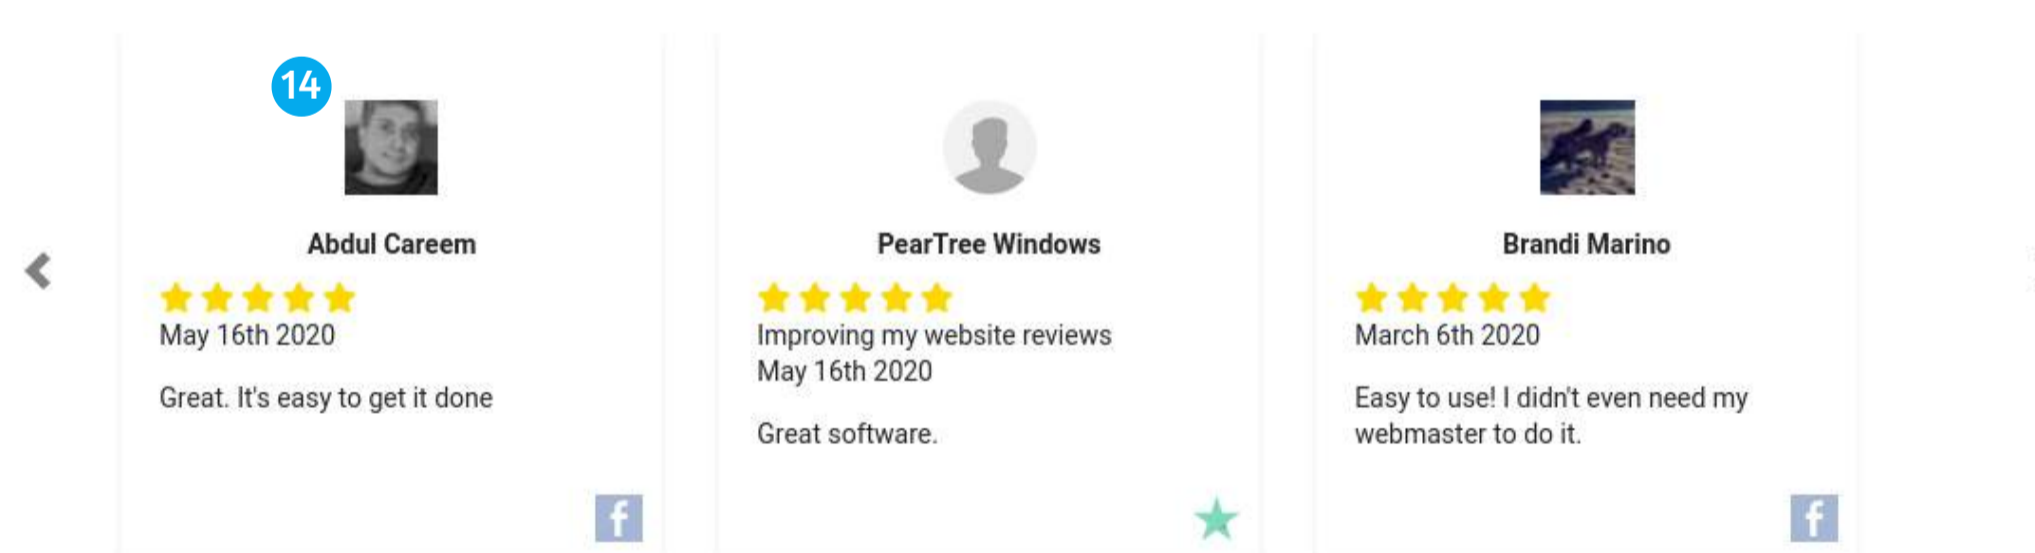 14
Abdul Careem
May 16th 2020
Great. It's easy to get it done
f
PearTree Windows
Improving my website reviews
May 16th 2020
Great software.
Brandi Marino
March 6th 2020
Easy to use! I didn't even need my
webmaster to do it.
f